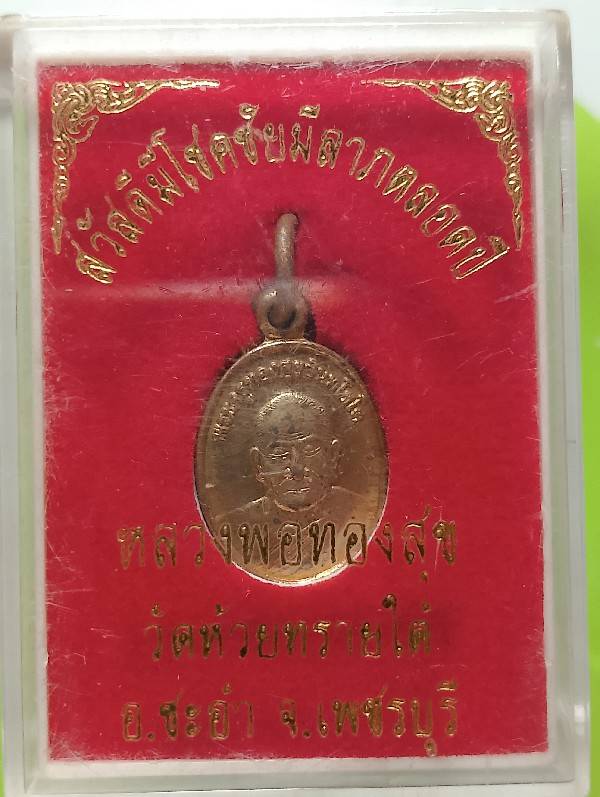 สวัสดีมีโชคชัยมีลาภตลอดปี
หลวงพ่อทองสุข
วัดห้วยทรายใต้
อ.ชะอำ จ.เพชรบุรี